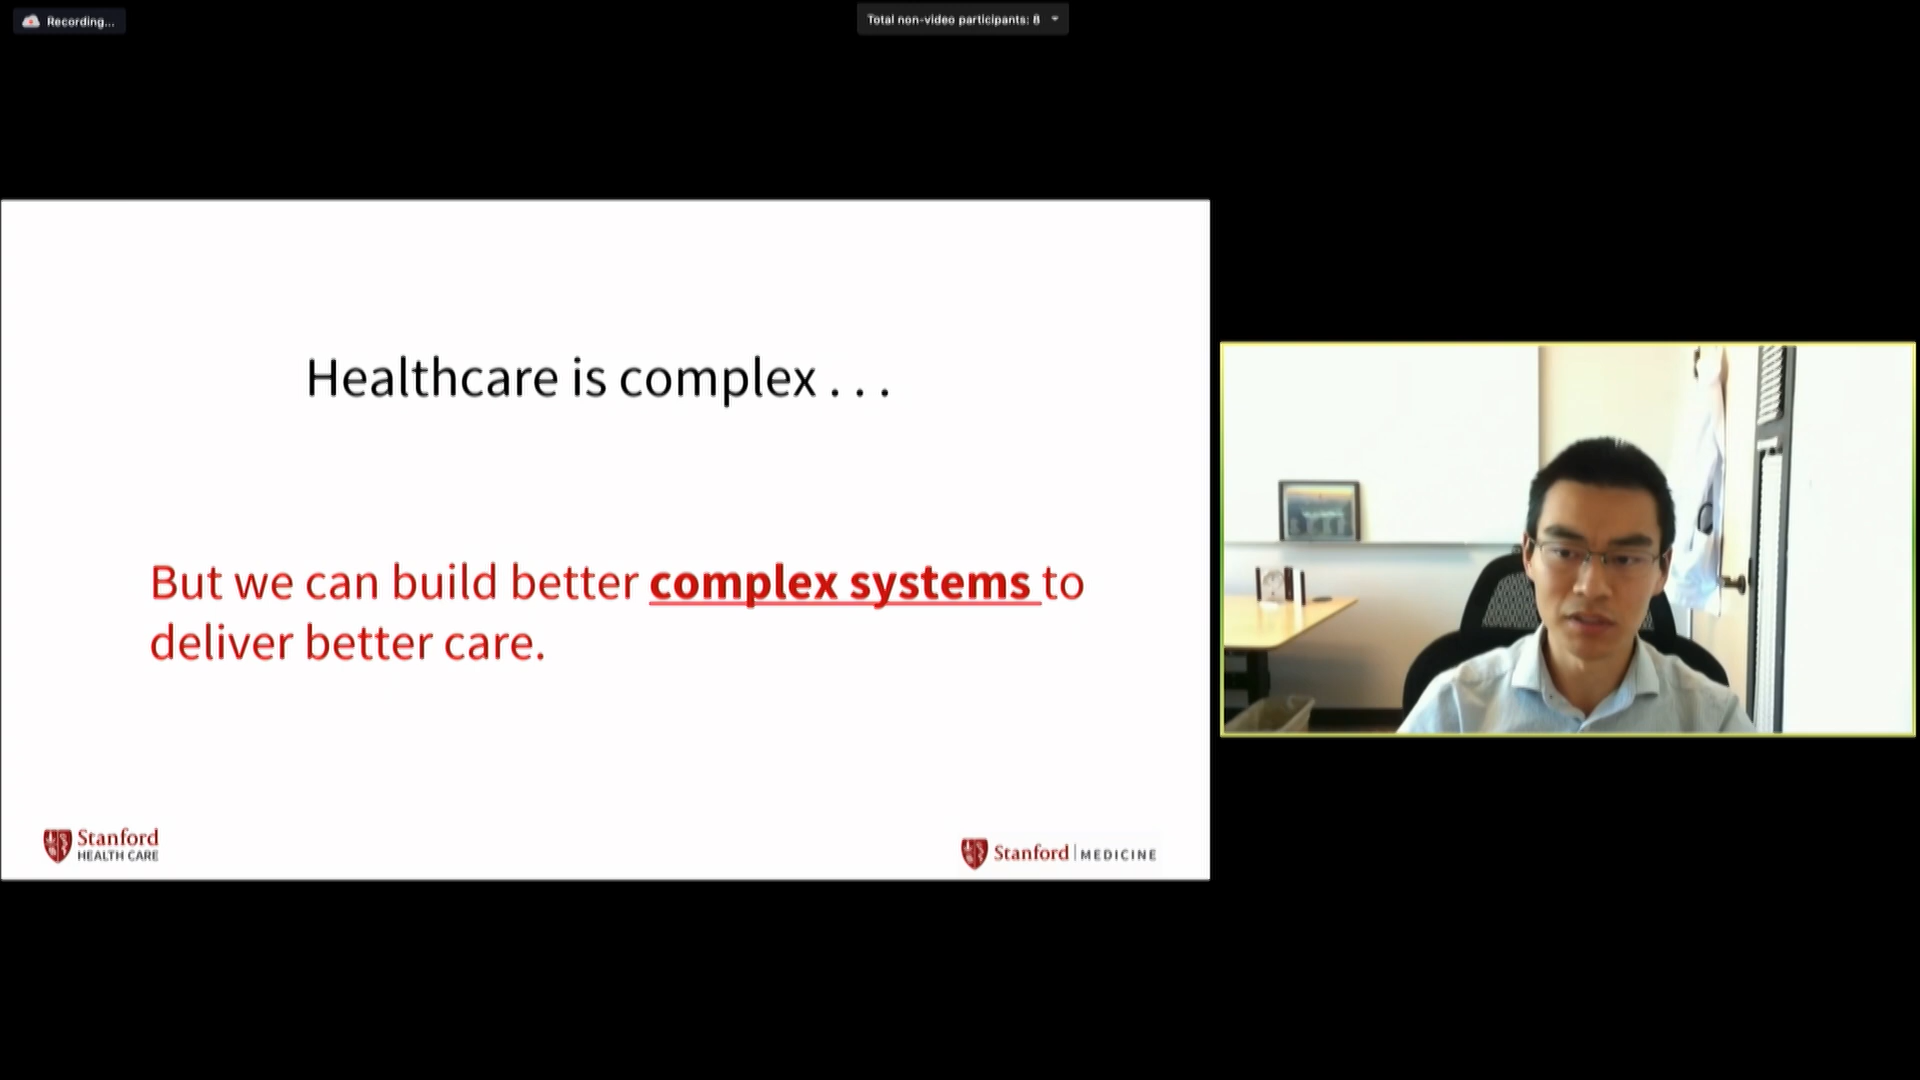 Recording...
Total non-video participants: 8
Healthcare is complex . . .
But we can build better complex systems to
deliver better care.
Stanford
HEALTH CARE
Stanford MEDICINE